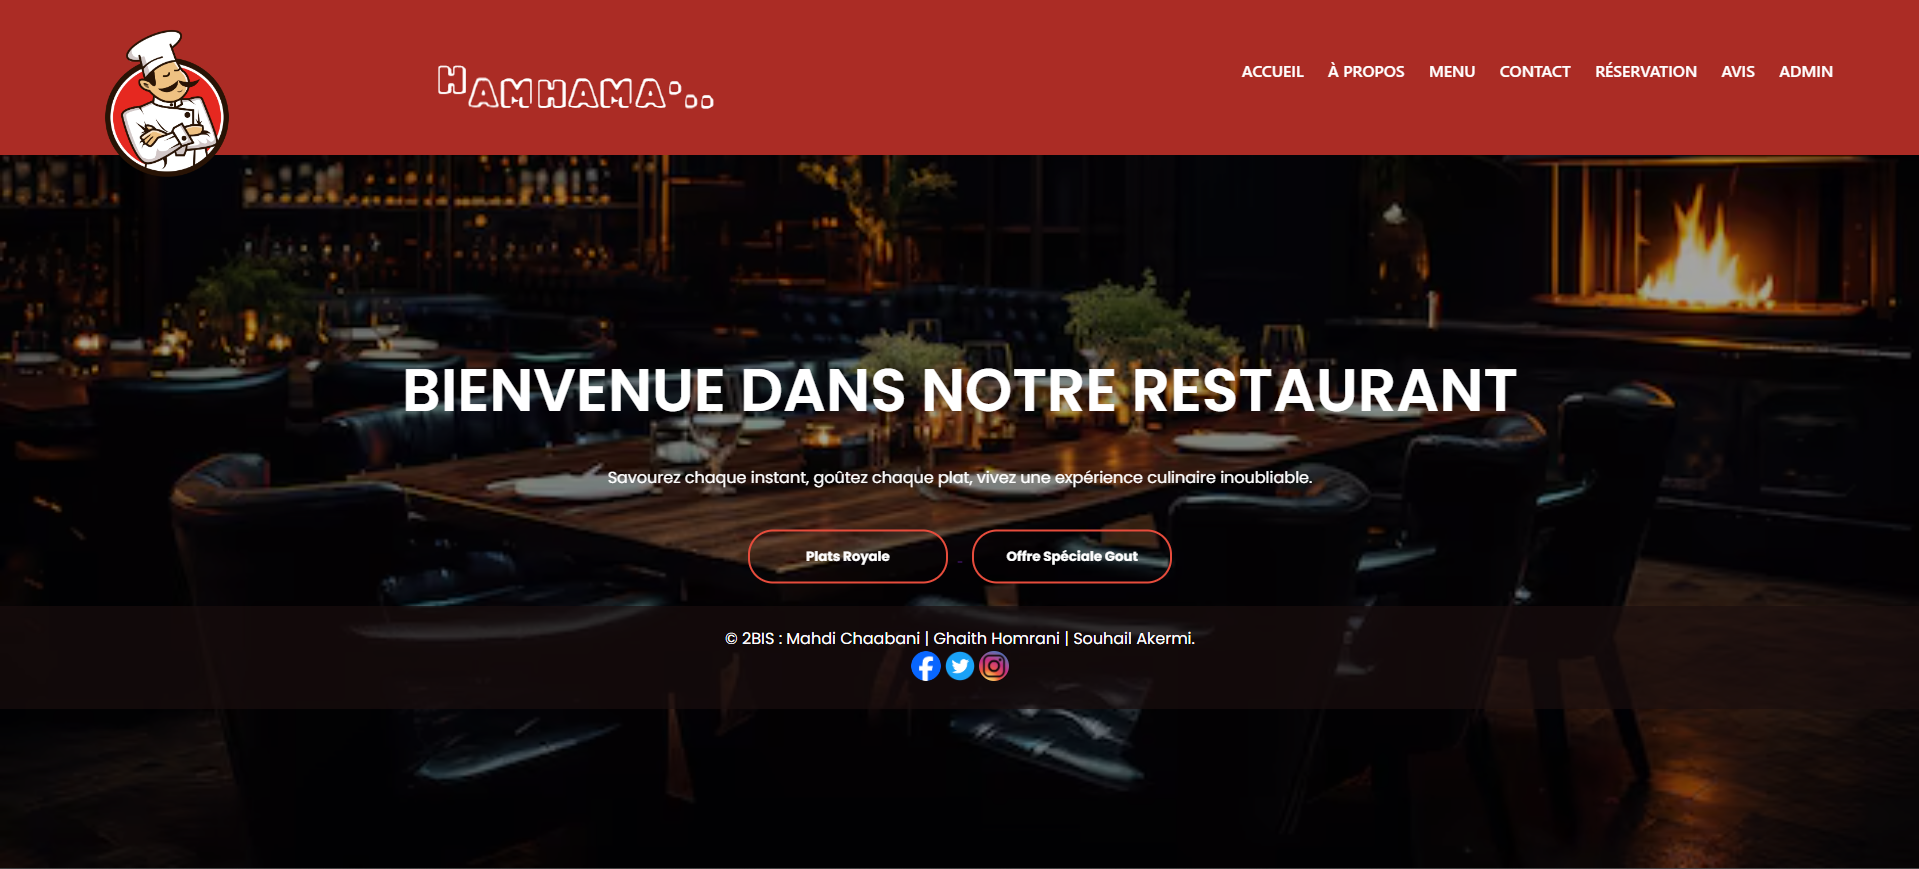 HAMHAMA...
ACCUEIL À PROPOS MENU CONTACT RÉSERVATION AVIS ADMIN
BIENVENUE DANS NOTRE RESTAURANT
Savourez chaque instant, goûtez chaque plat, vivez une expérience culinaire inoubliable.
Plats Royale Offre Spéciale Gout
© 2BIS : Mahdi Chaabani | Ghaith Homrani | Souhail Akermi.